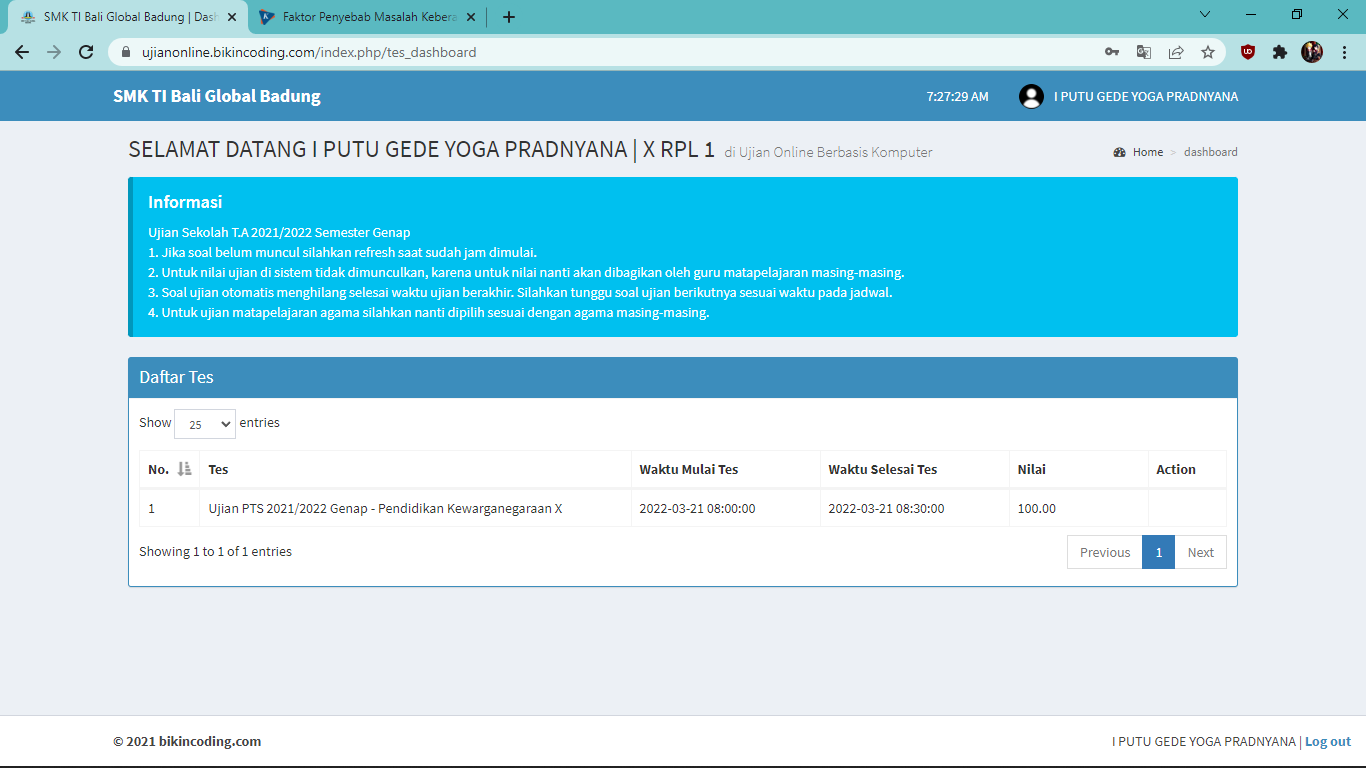 SMK TI Bali Global Badung | Dash
Faktor Penyebab Masalah Kebera
ujianonline.bikincoding.com/index.php/tes_dashboard
SMK TI Bali Global Badung
7:27:29 AM
I PUTU GEDE YOGA PRADNYANA
SELAMAT DATANG I PUTU GEDE YOGA PRADNYANA | X RPL 1 di Ujian Online Berbasis Komputer
Home > dashboard
Informasi
Ujian Sekolah T.A 2021/2022 Semester Genap
1. Jika soal belum muncul silahkan refresh saat sudah jam dimulai.
2. Untuk nilai ujian di sistem tidak dimunculkan, karena untuk nilai nanti akan dibagikan oleh guru matapelajaran masing-masing.
3. Soal ujian otomatis menghilang selesai waktu ujian berakhir. Silahkan tunggu soal ujian berikutnya sesuai waktu pada jadwal.
4. Untuk ujian matapelajaran agama silahkan nanti dipilih sesuai dengan agama masing-masing.
Daftar Tes
Show 25 entries
No. Tes Waktu Mulai Tes Waktu Selesai Tes Nilai Action
1 Ujian PTS 2021/2022 Genap - Pendidikan Kewarganegaraan X 2022-03-21 08:00:00 2022-03-21 08:30:00 100.00
Showing 1 to 1 of 1 entries
Previous 1 Next
© 2021 bikincoding.com
I PUTU GEDE YOGA PRADNYANA | Log out